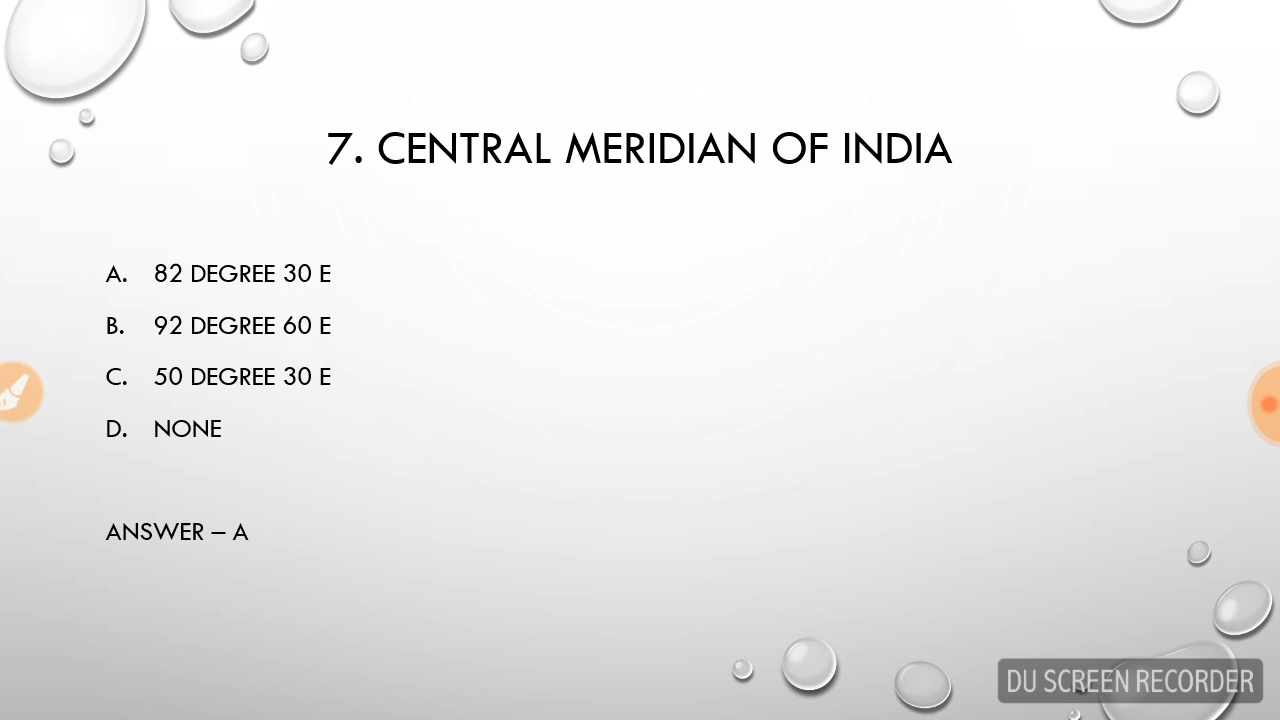 7. CENTRAL MERIDIAN OF INDIA
A. 82 DEGREE 30 E
B. 92 DEGREE 60 E
C. 50 DEGREE 30 E
D. NONE
ANSWER – A
DU SCREEN RECORDER